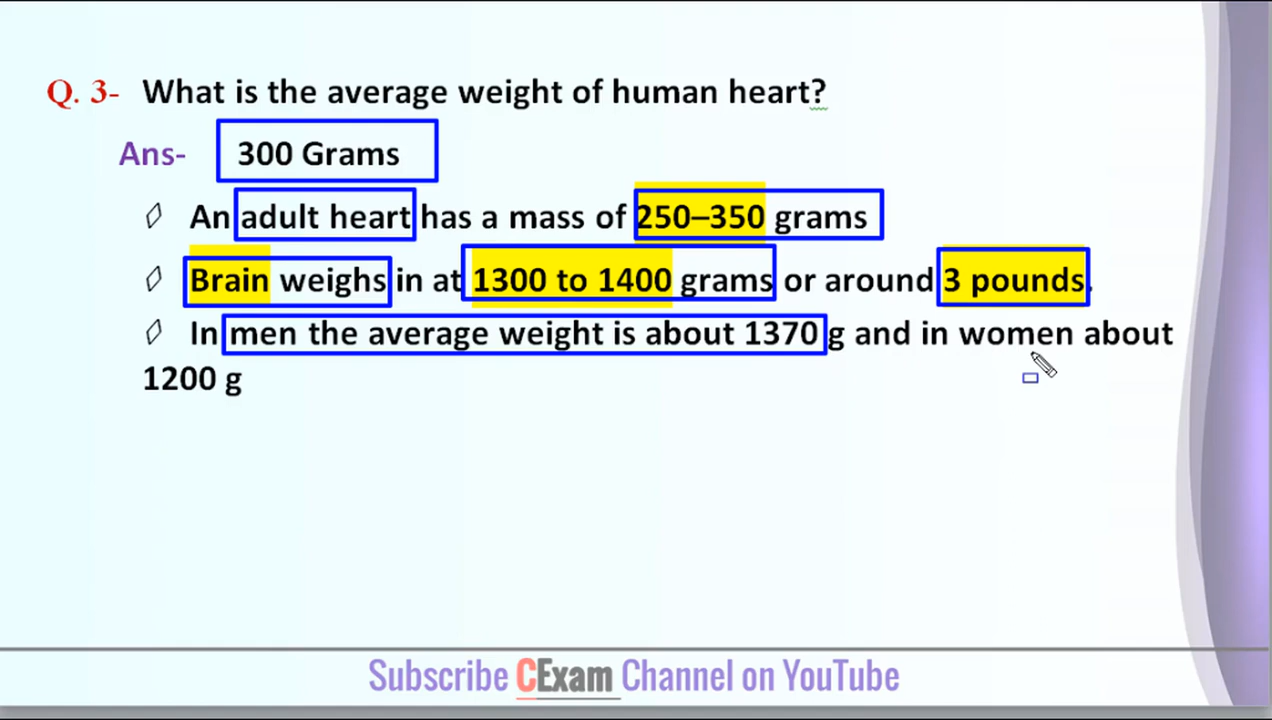 Q. 3- What is the average weight of human heart?
Ans- 300 Grams
◊ An adult heart has a mass of 250–350 grams
◊ Brain weighs in at 1300 to 1400 grams or around 3 pounds.
◊ In men the average weight is about 1370 g and in women about
1200 g
Subscribe CExam Channel on YouTube